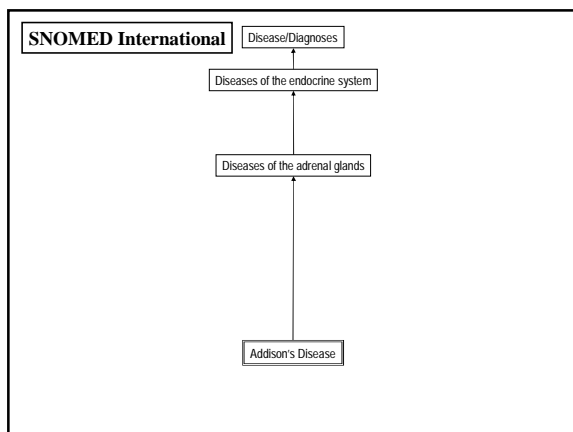 SNOMED International
Disease/Diagnoses
Diseases of the endocrine system
Diseases of the adrenal glands
Addison's Disease